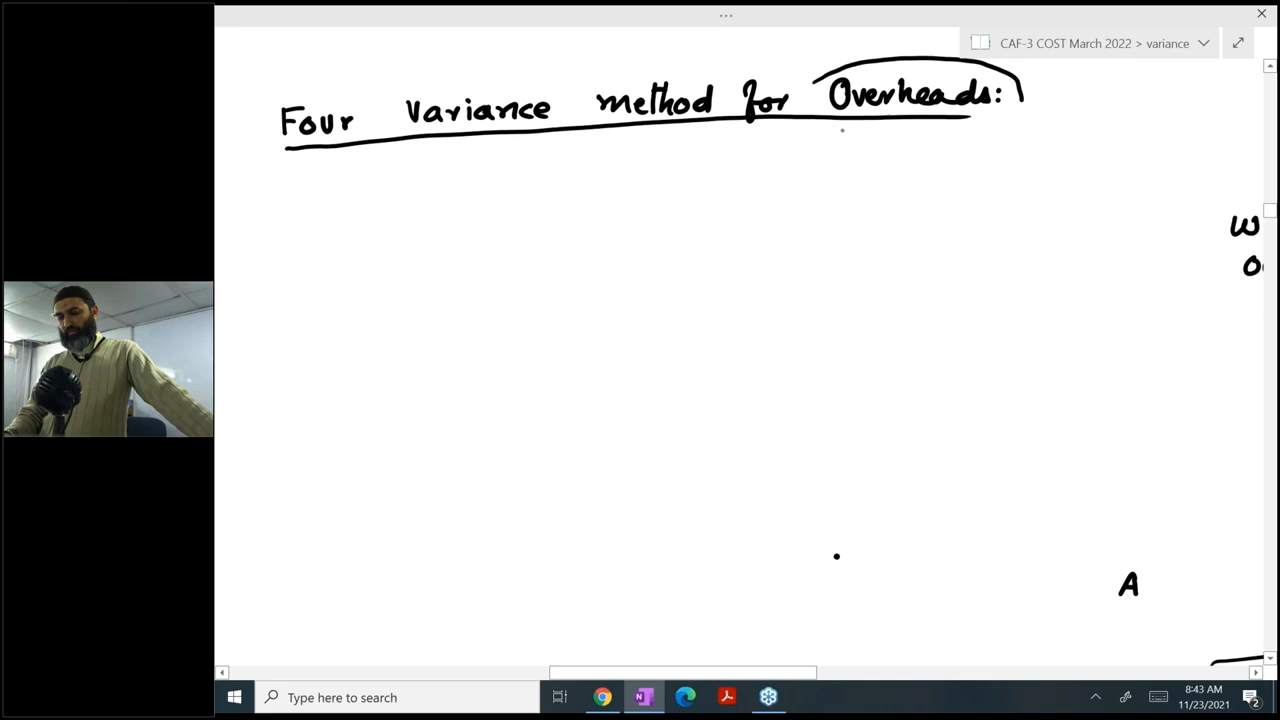 CAF-3 COST March 2022 > variance
Four Variance method for Overheads:
W
A
Type here to search
8:43 AM
11/23/2021
2